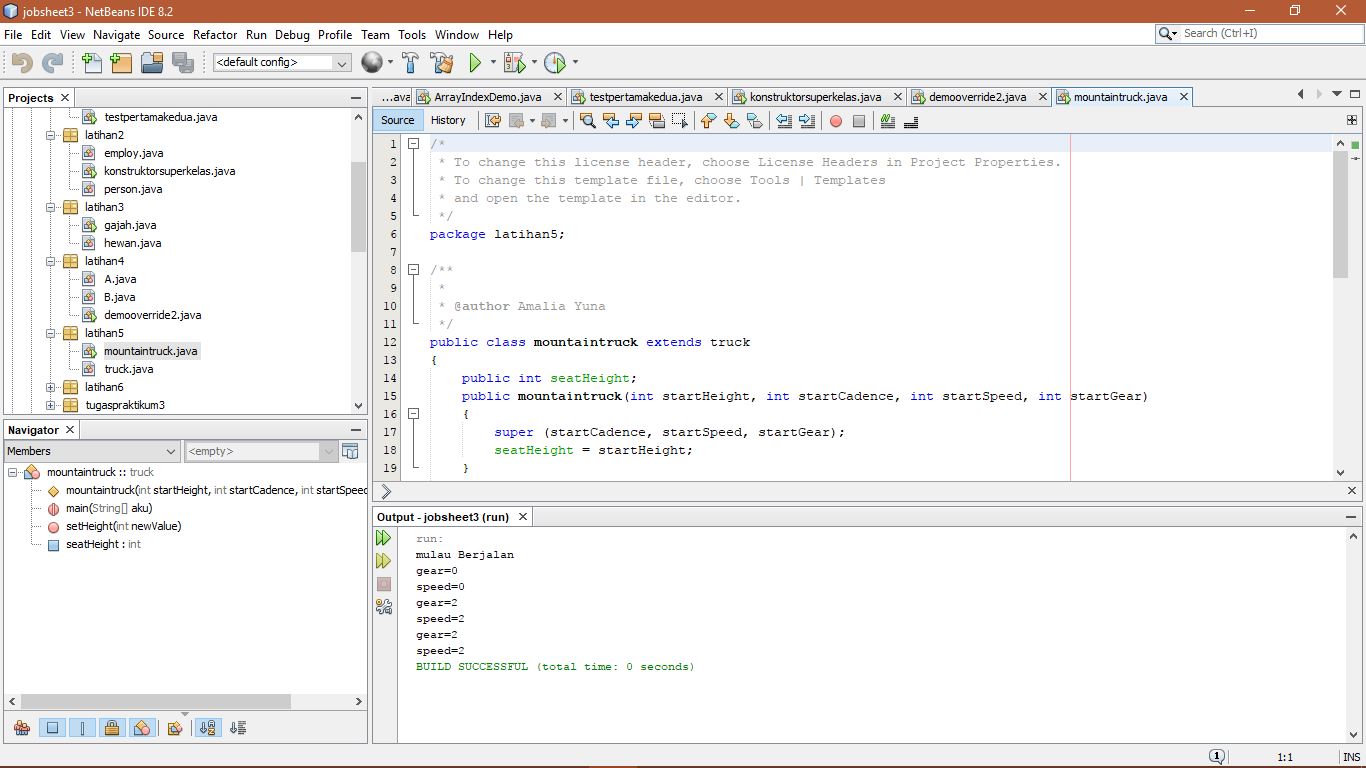 jobsheet3 - NetBeans IDE 8.2
File Edit View Navigate Source Refactor Run Debug Profile Team Tools Window Help
Search (Ctrl+I)
<default config>
Projects
testpertamakedua.java
latihan2
employ.java
konstruktorsuperkelas.java
person.java
latihan3
gajah.java
hewan.java
latihan4
A.java
B.java
demooverride2.java
latihan5
mountaintruck.java
truck.java
latihan6
tugaspraktikum3
Navigator
Members
<empty>
mountaintruck :: truck
mountaintruck(int startHeight, int startCadence, int startSpeed
main(String[] aku)
setHeight(int newValue)
seatHeight : int
...ava ArrayIndexDemo.java testpertamakedua.java konstruktorsuperkelas.java demooverride2.java mountaintruck.java
Source History
1 /*
2 * To change this license header, choose License Headers in Project Properties.
3 * To change this template file, choose Tools | Templates
4 * and open the template in the editor.
5 */
6 package latihan5;
7
8 /**
9 *
10 * @author Amalia Yuna
11 */
12 public class mountaintruck extends truck
13 {
14 public int seatHeight;
15 public mountaintruck(int startHeight, int startCadence, int startSpeed, int startGear)
16 {
17 super (startCadence, startSpeed, startGear);
18 seatHeight = startHeight;
19 }
Output - jobsheet3 (run)
run:
mulau Berjalan
gear=0
speed=0
gear=2
speed=2
gear=2
speed=2
BUILD SUCCESSFUL (total time: 0 seconds)
1 1:1 INS